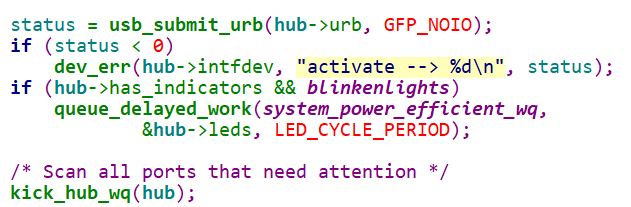 status = usb_submit_urb(hub->urb, GFP_NOIO);
if (status < 0)
    dev_err(hub->intfdev, "activate --> %d\n", status);
if (hub->has_indicators && blinkenlights)
    queue_delayed_work(system_power_efficient_wq,
            &hub->leds, LED_CYCLE_PERIOD);

/* Scan all ports that need attention */
kick_hub_wq(hub);